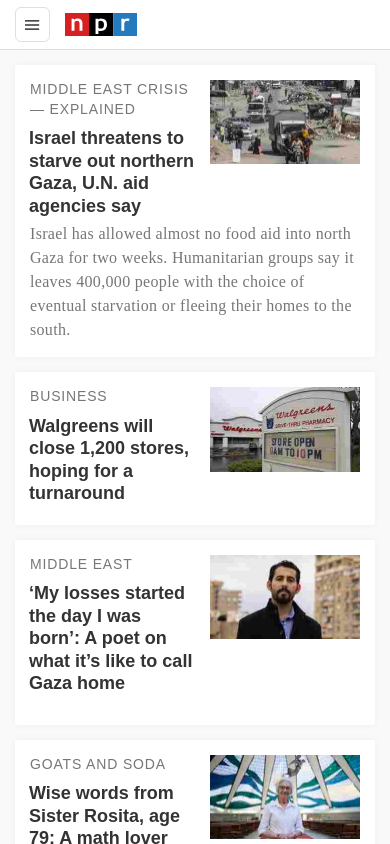 npr
MIDDLE EAST CRISIS
— EXPLAINED
Israel threatens to
starve out northern
Gaza, U.N. aid
agencies say
Israel has allowed almost no food aid into north
Gaza for two weeks. Humanitarian groups say it
leaves 400,000 people with the choice of
eventual starvation or fleeing their homes to the
south.
BUSINESS
Walgreens will
close 1,200 stores,
hoping for a
turnaround
Walgreens
Walgreens
DRIVE-THRU PHARMACY
STORE OPEN
8AM TO 10PM
MIDDLE EAST
‘My losses started
the day I was
born’: A poet on
what it’s like to call
Gaza home
GOATS AND SODA
Wise words from
Sister Rosita, age
79: A math lover